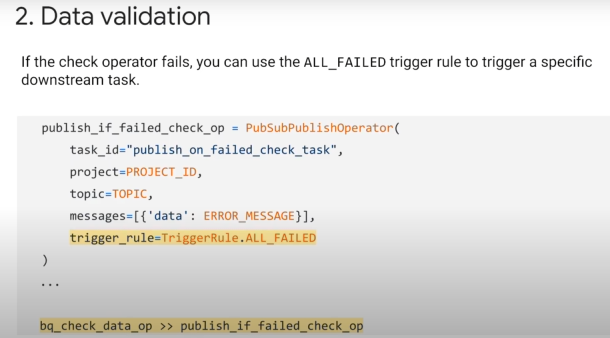 2. Data validation
If the check operator fails, you can use the ALL_FAILED trigger rule to trigger a specific
downstream task.
publish_if_failed_check_op = PubSubPublishOperator(
task_id="publish_on_failed_check_task",
project=PROJECT_ID,
topic=TOPIC,
messages=[{'data': ERROR_MESSAGE}],
trigger_rule=TriggerRule.ALL_FAILED
)
...
bq_check_data_op >> publish_if_failed_check_op